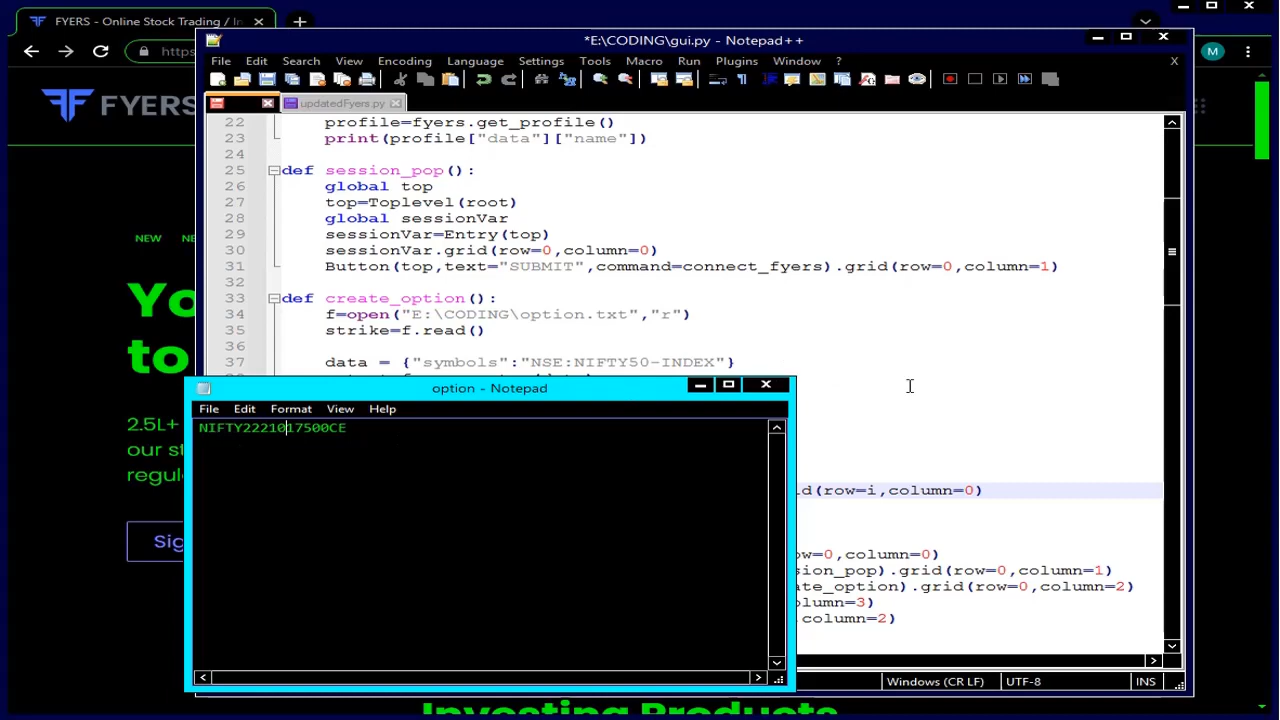 FYERS - Online Stock Trading / In
https
M
FYERS
NEW
NE
Yo
to
2.5L+
our st
regul
Sig
Investing Products
*E:\CODING\gui.py - Notepad++
File Edit Search View Encoding Language Settings Tools Macro Run Plugins Window ? X
updatedFyers.py
22 profile=fyers.get_profile()
23 print(profile["data"]["name"])
24
25 def session_pop():
26 global top
27 top=Toplevel(root)
28 global sessionVar
29 sessionVar=Entry(top)
30 sessionVar.grid(row=0,column=0)
31 Button(top,text="SUBMIT",command=connect_fyers).grid(row=0,column=1)
32
33 def create_option():
34 f=open("E:\CODING\option.txt","r")
35 strike=f.read()
36
37 data = {"symbols":"NSE:NIFTY50-INDEX"}
id(row=i,column=0)
ow=0,column=0)
sion_pop).grid(row=0,column=1)
ate_option).grid(row=0,column=2)
olumn=3)
,column=2)
Windows (CR LF) UTF-8 INS
option - Notepad
File Edit Format View Help
NIFTY2221017500CE